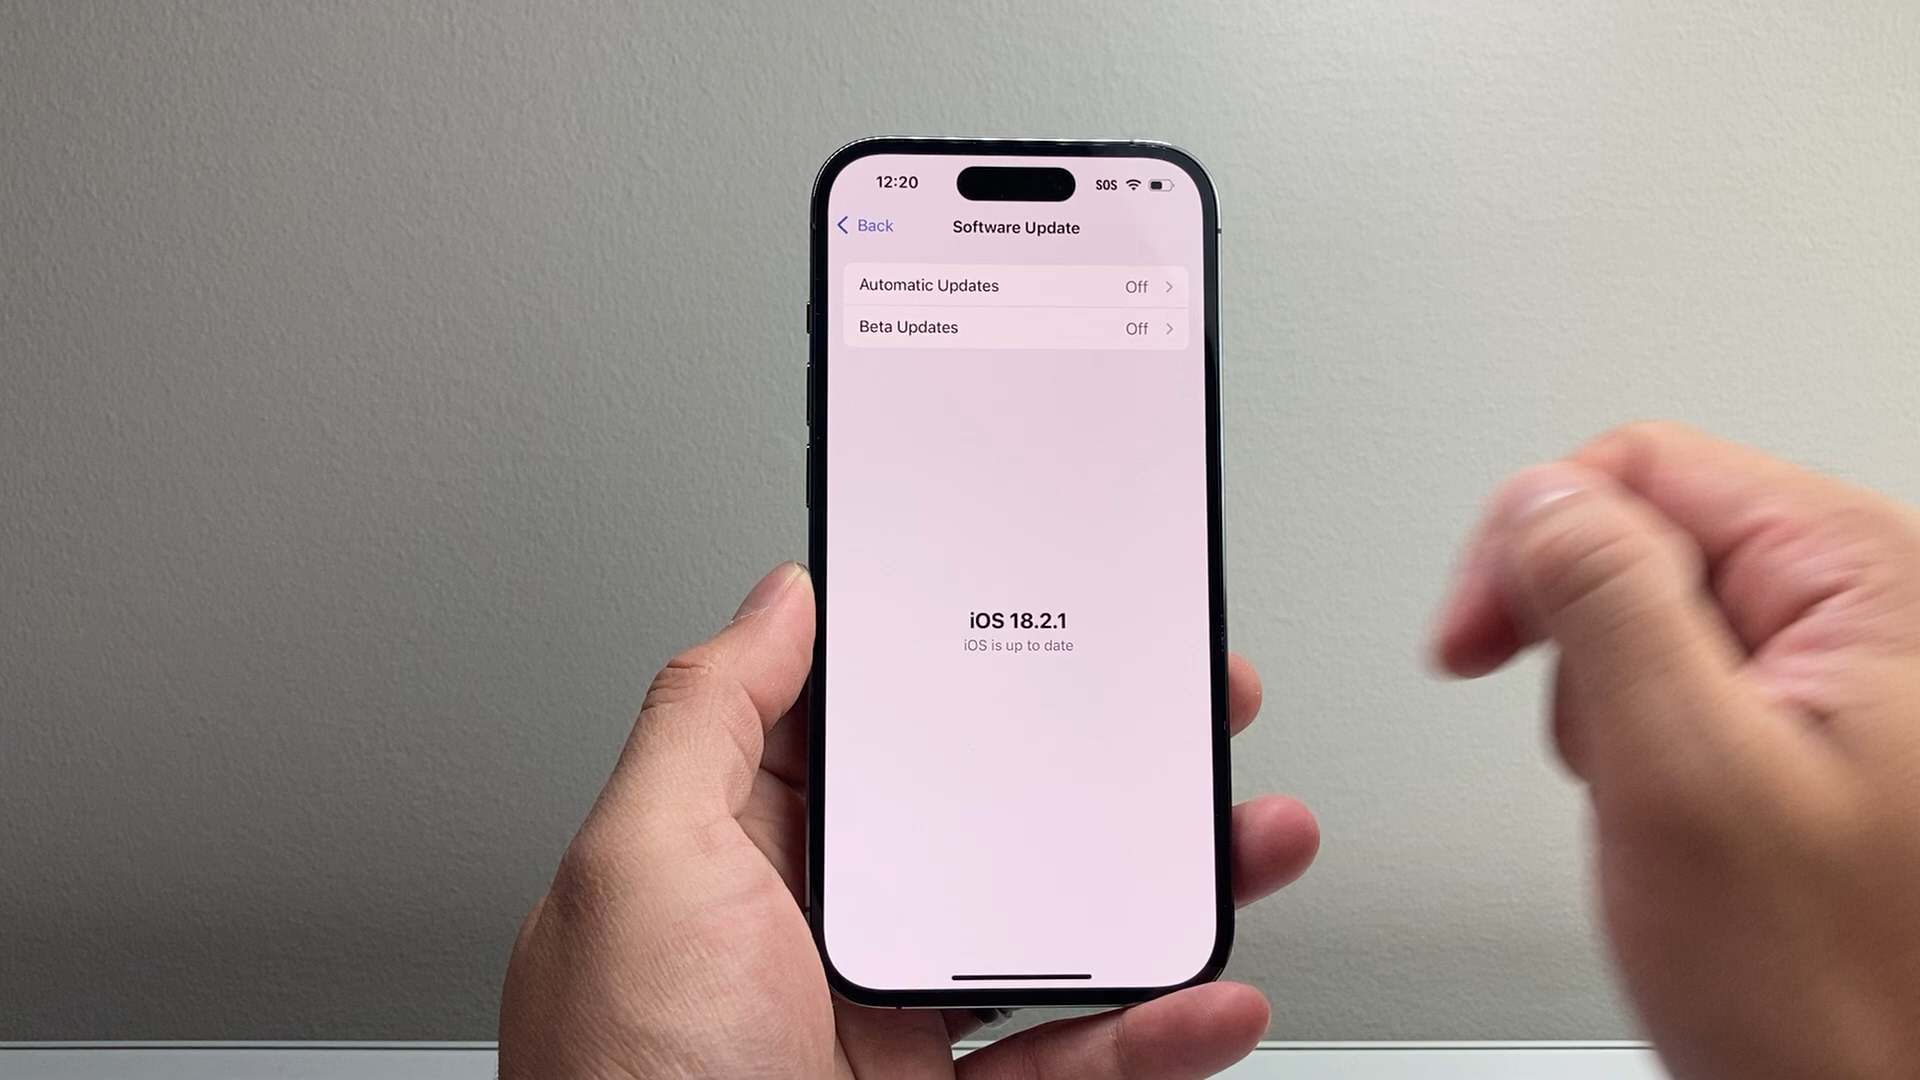 12:20 SOS
Back Software Update
Automatic Updates Off
Beta Updates Off
iOS 18.2.1
iOS is up to date